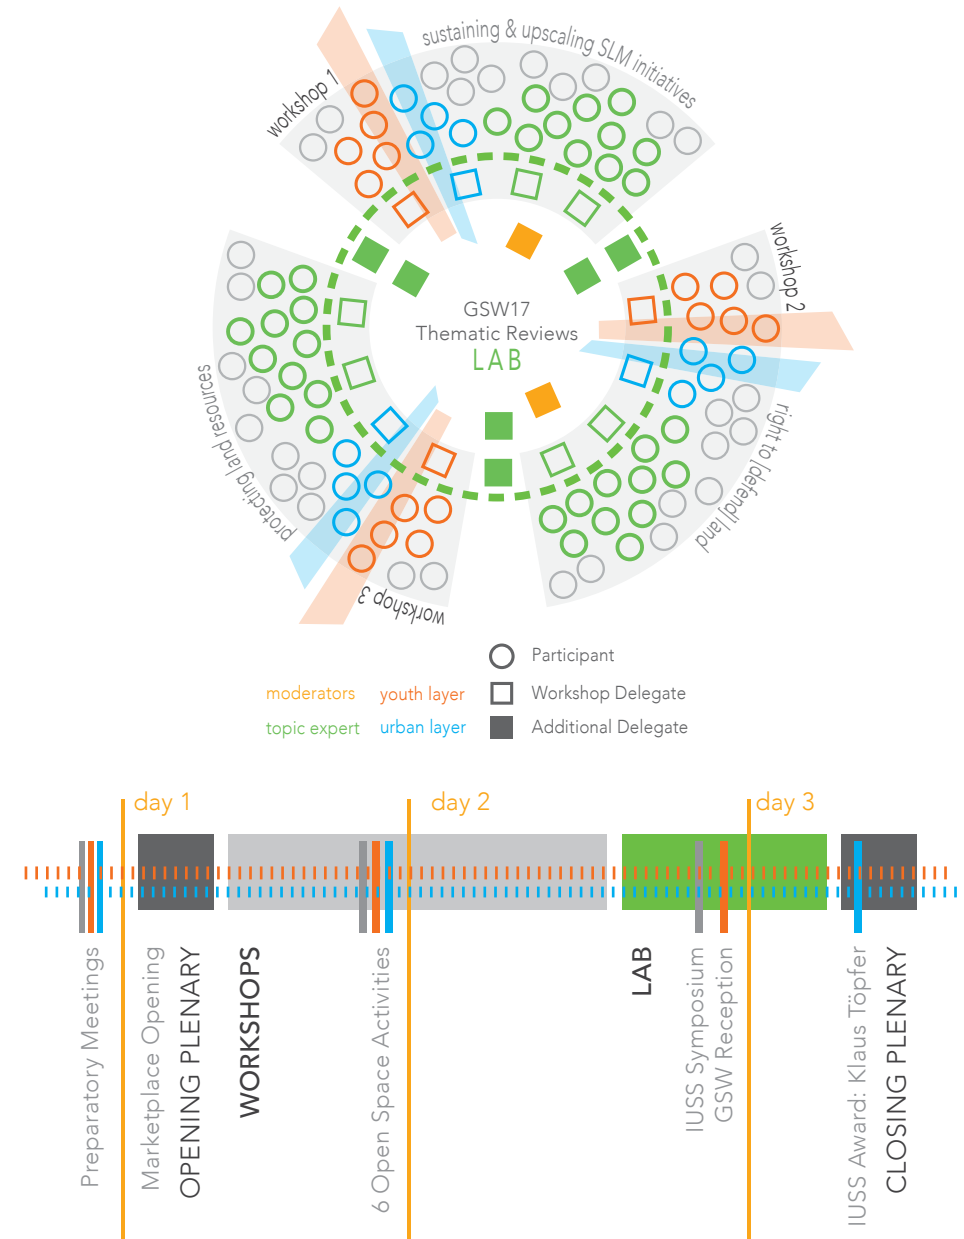 sustaining & upscaling SLM initiatives
workshop 1
workshop 2
GSW17
Thematic Reviews
LAB
protecting land resources
right to [defend] land
workshop 3
Participant
moderators
youth layer
Workshop Delegate
topic expert
urban layer
Additional Delegate
day 1
day 2
day 3
Preparatory Meetings
Marketplace Opening
OPENING PLENARY
WORKSHOPS
6 Open Space Activities
LAB
IUSS Symposium
GSW Reception
IUSS Award: Klaus Töpfer
CLOSING PLENARY